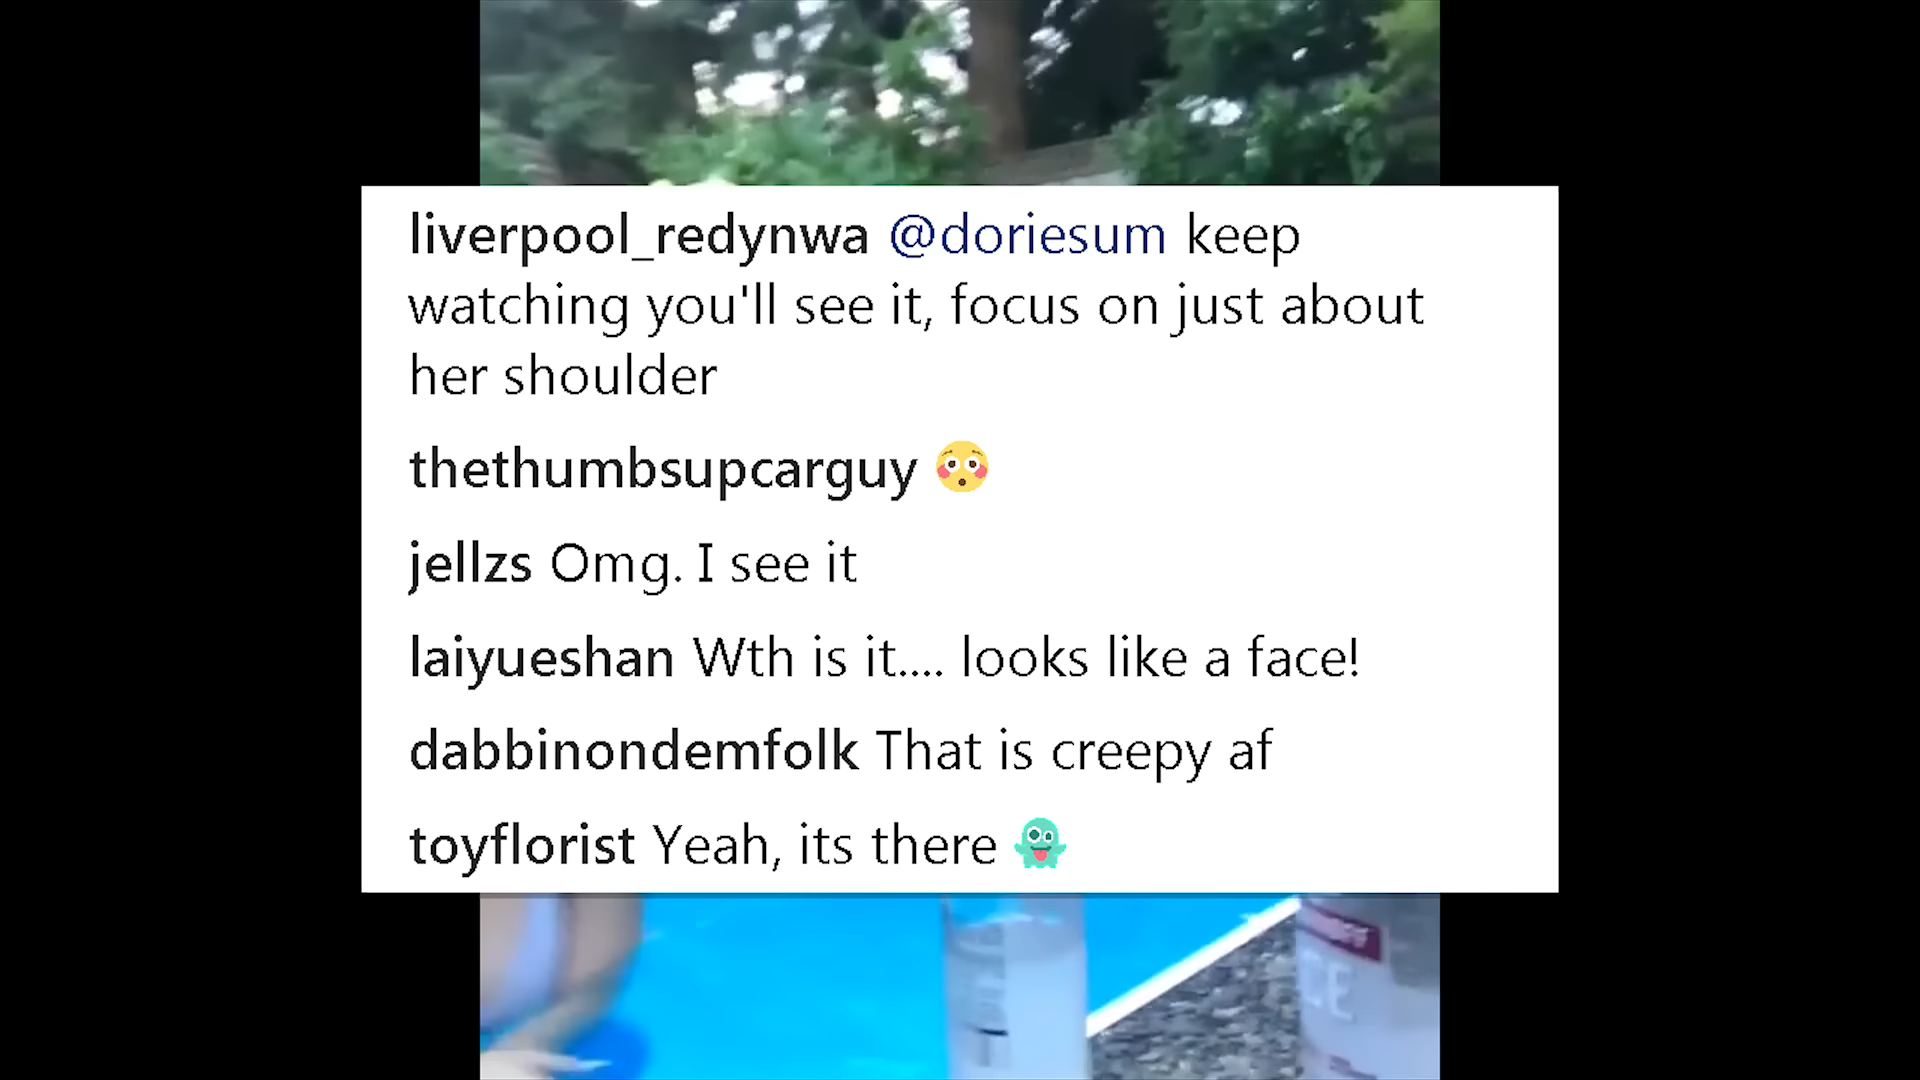 liverpool_redynwa @doriesum keep
watching you'll see it, focus on just about
her shoulder
thethumbsupcarguy 😳
jellzs Omg. I see it
laiyueshan Wth is it.... looks like a face!
dabbinondemfolk That is creepy af
toyflorist Yeah, its there 👻